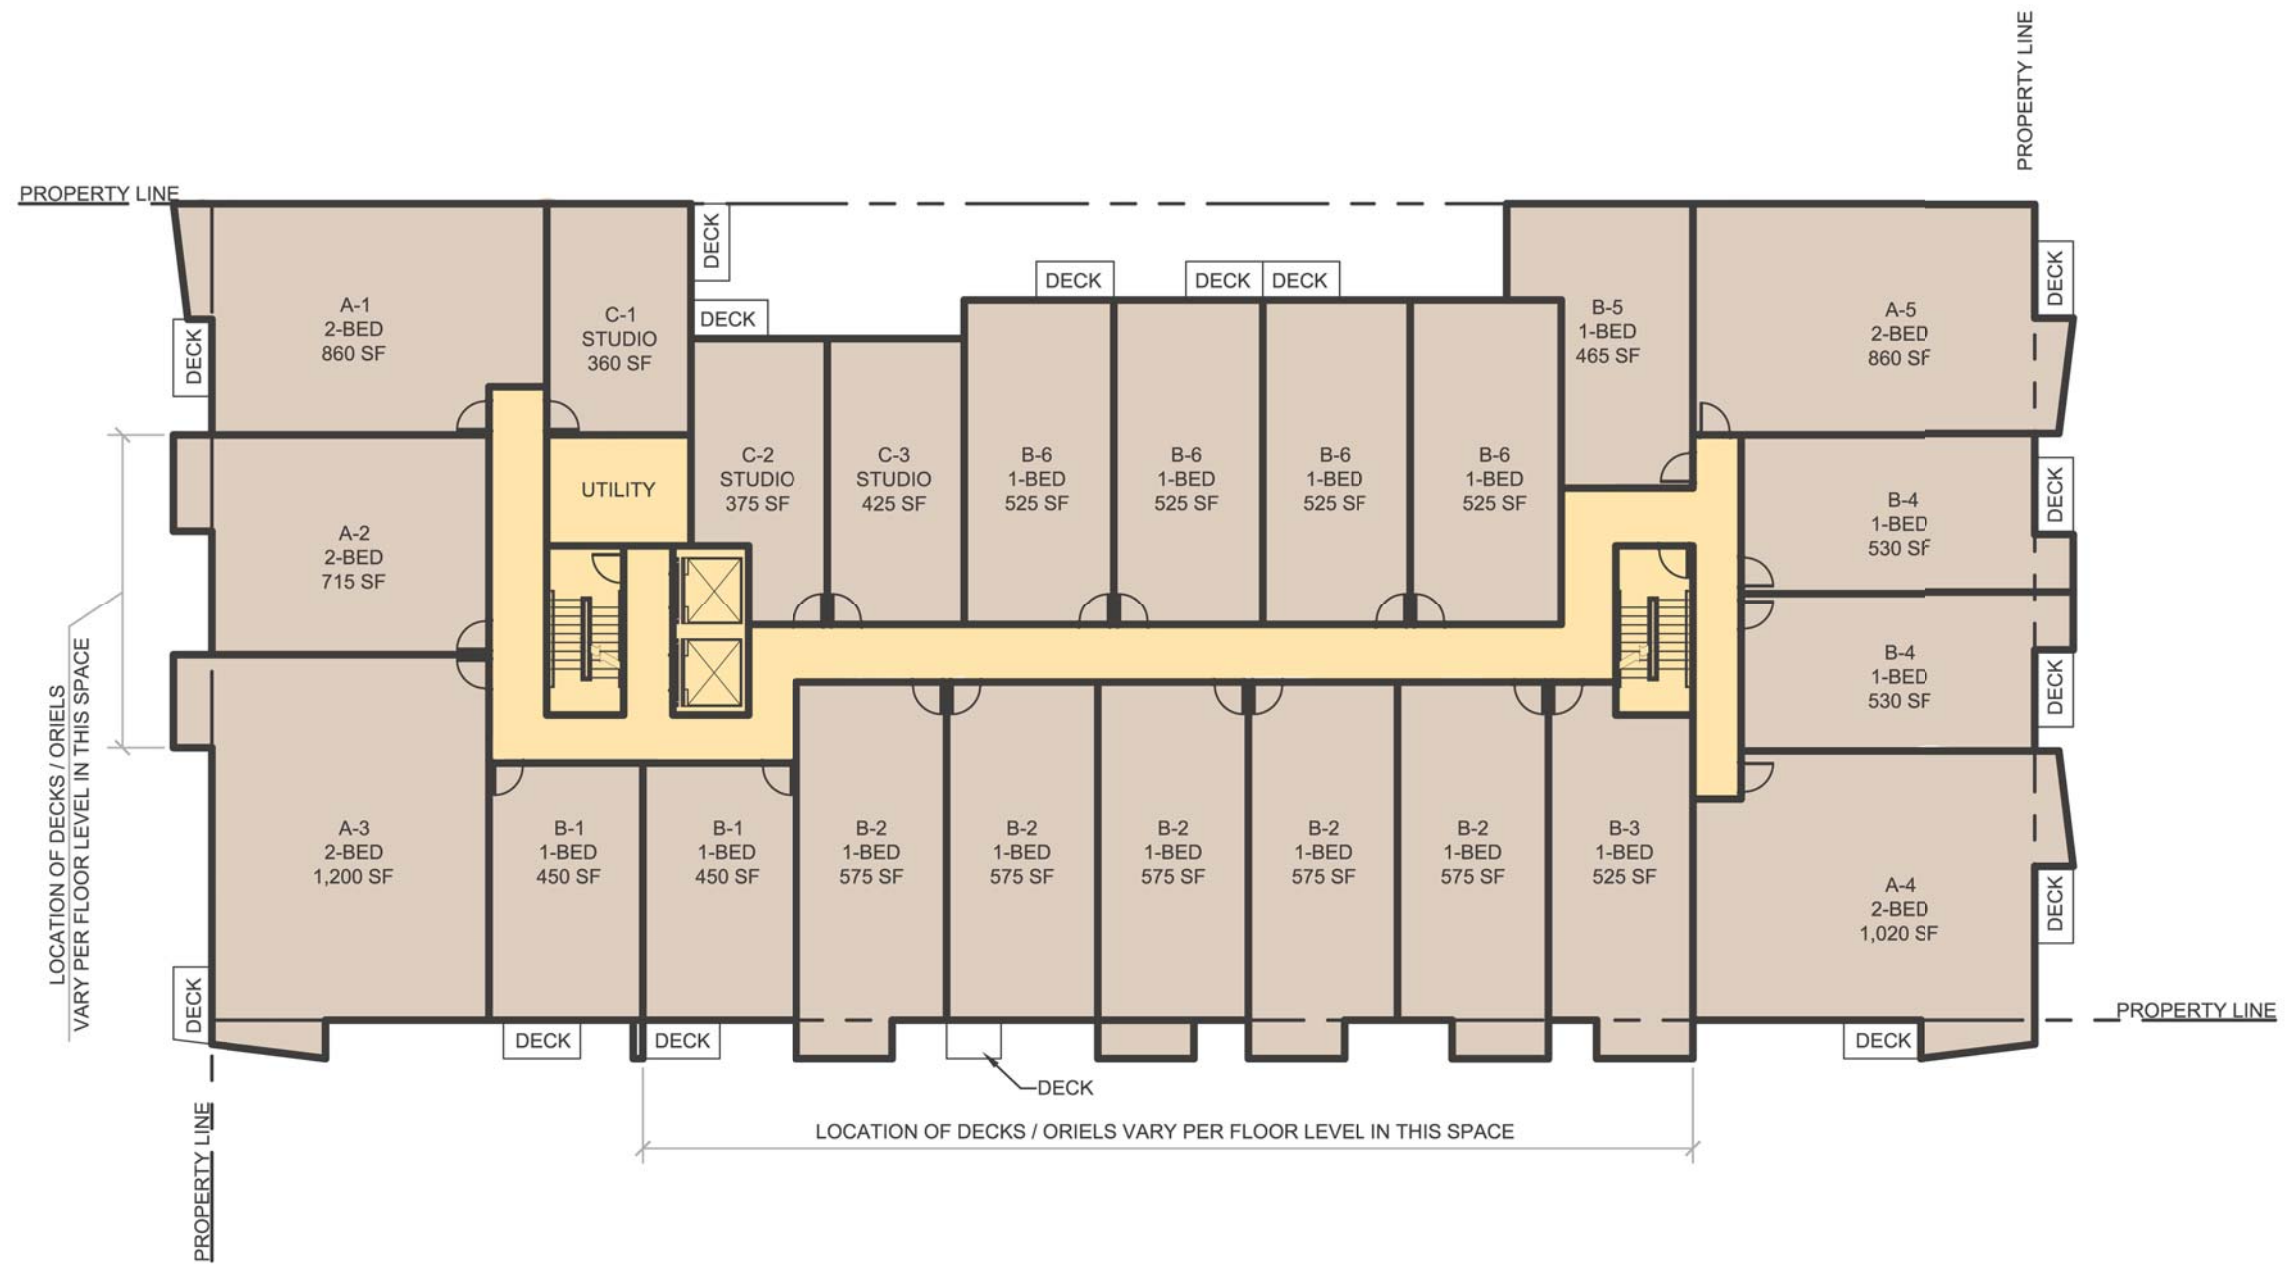 PROPERTY LINE
PROPERTY LINE
DECK
DECK
DECK
DECK
DECK
DECK
A-1
2-BED
860 SF
C-1
STUDIO
360 SF
B-5
1-BED
465 SF
A-5
2-BED
860 SF
DECK
UTILITY
C-2
STUDIO
375 SF
C-3
STUDIO
425 SF
B-6
1-BED
525 SF
B-6
1-BED
525 SF
B-6
1-BED
525 SF
B-6
1-BED
525 SF
B-4
1-BED
530 SF
DECK
A-2
2-BED
715 SF
B-4
1-BED
530 SF
DECK
LOCATION OF DECKS / ORIELS
VARY PER FLOOR LEVEL IN THIS SPACE
A-3
2-BED
1,200 SF
B-1
1-BED
450 SF
B-1
1-BED
450 SF
B-2
1-BED
575 SF
B-2
1-BED
575 SF
B-2
1-BED
575 SF
B-2
1-BED
575 SF
B-2
1-BED
575 SF
B-3
1-BED
525 SF
A-4
2-BED
1,020 SF
DECK
DECK
PROPERTY LINE
DECK
DECK
DECK
DECK
LOCATION OF DECKS / ORIELS VARY PER FLOOR LEVEL IN THIS SPACE
PROPERTY LINE